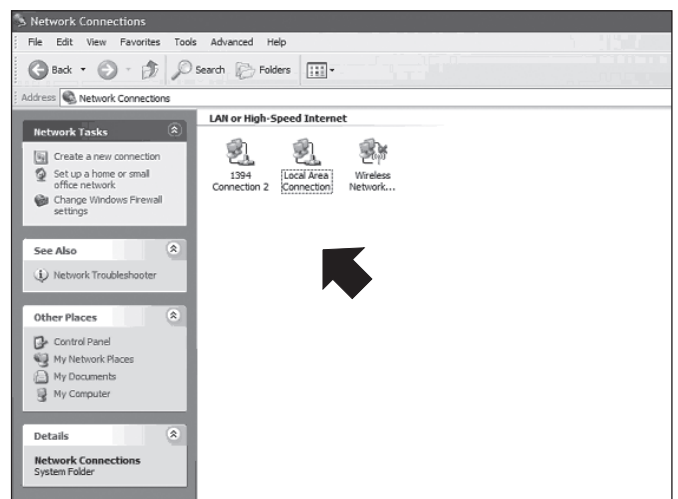 Network Connections
File Edit View Favorites Tools Advanced Help
Back Search Folders
Address Network Connections
Network Tasks
Create a new connection
Set up a home or small
office network
Change Windows Firewall
settings
See Also
Network Troubleshooter
Other Places
Control Panel
My Network Places
My Documents
My Computer
Details
Network Connections
System Folder
LAN or High-Speed Internet
1394
Connection 2
Local Area
Connection
Wireless
Network...